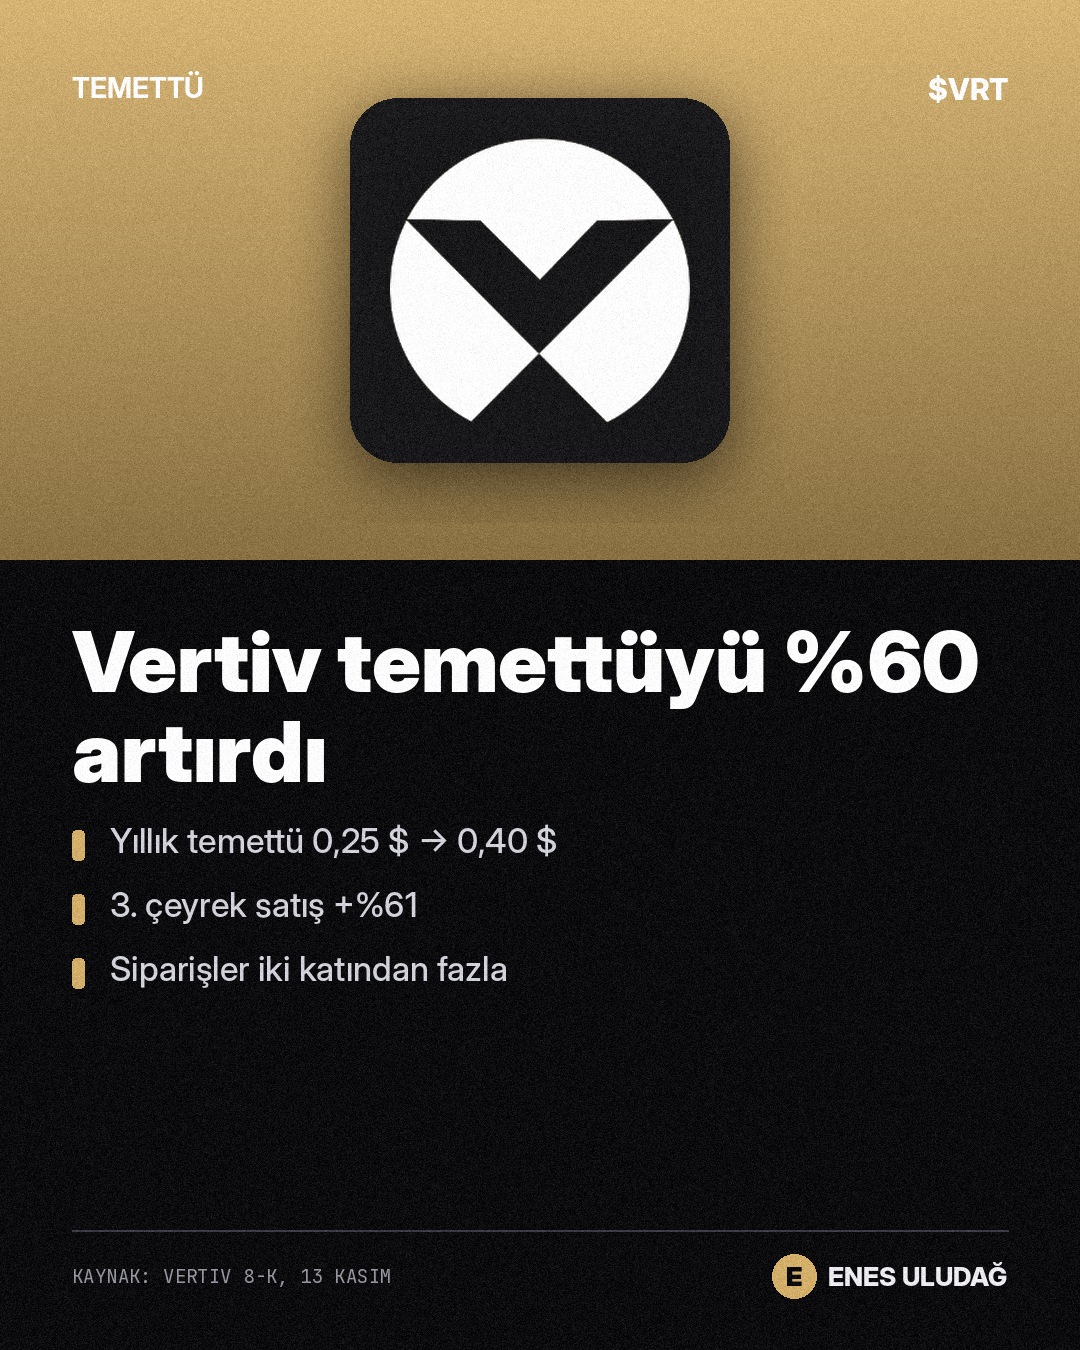 TEMETTÜ
$VRT
Vertiv temettüyü %60
artırdı
Yıllık temettü 0,25 $ → 0,40 $
3. çeyrek satış +%61
Siparişler iki katından fazla
KAYNAK: VERTIV 8-K, 13 KASIM
E ENES ULUDAĞ